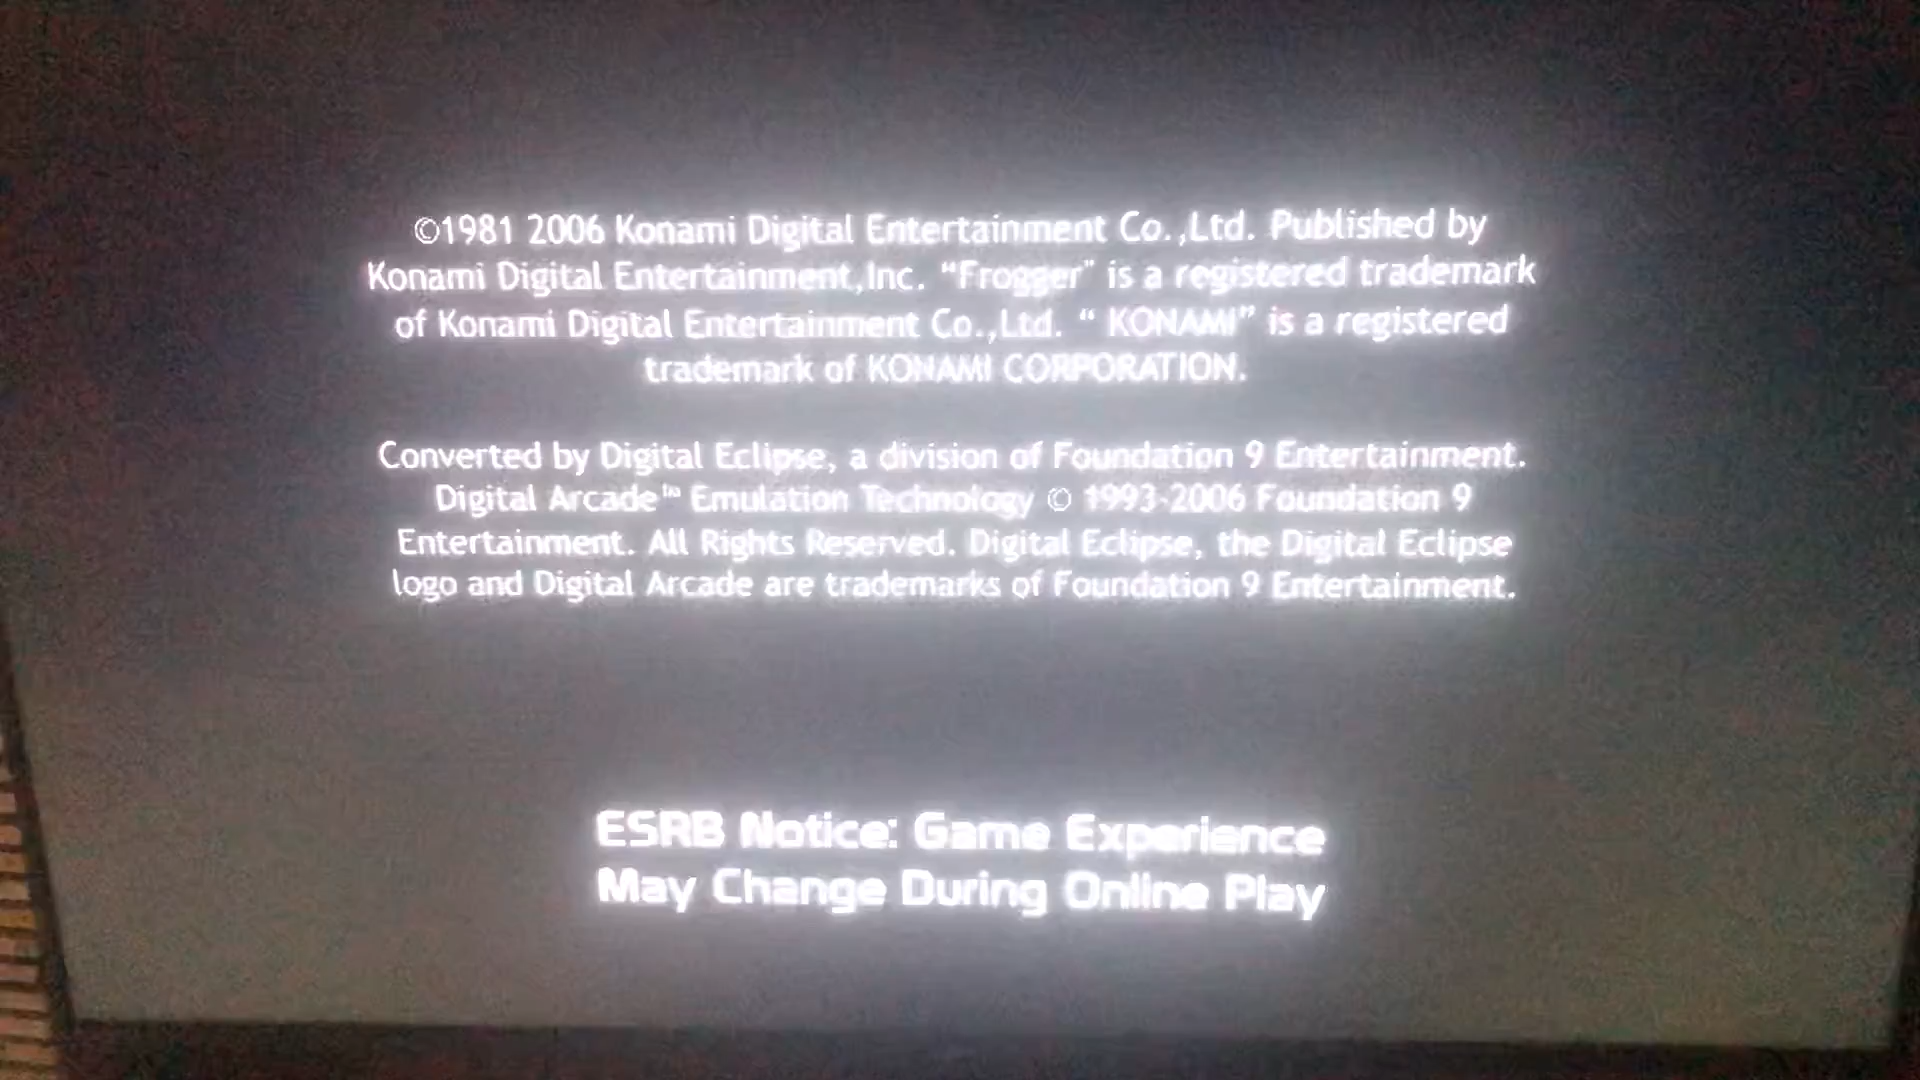 ©1981 2006 Konami Digital Entertainment Co.,Ltd. Published by
Konami Digital Entertainment,Inc. “Frogger” is a registered trademark
of Konami Digital Entertainment Co.,Ltd. “ KONAMI” is a registered
trademark of KONAMI CORPORATION.
Converted by Digital Eclipse, a division of Foundation 9 Entertainment.
Digital Arcade™ Emulation Technology © 1993-2006 Foundation 9
Entertainment. All Rights Reserved. Digital Eclipse, the Digital Eclipse
logo and Digital Arcade are trademarks of Foundation 9 Entertainment.
ESRB Notice: Game Experience
May Change During Online Play